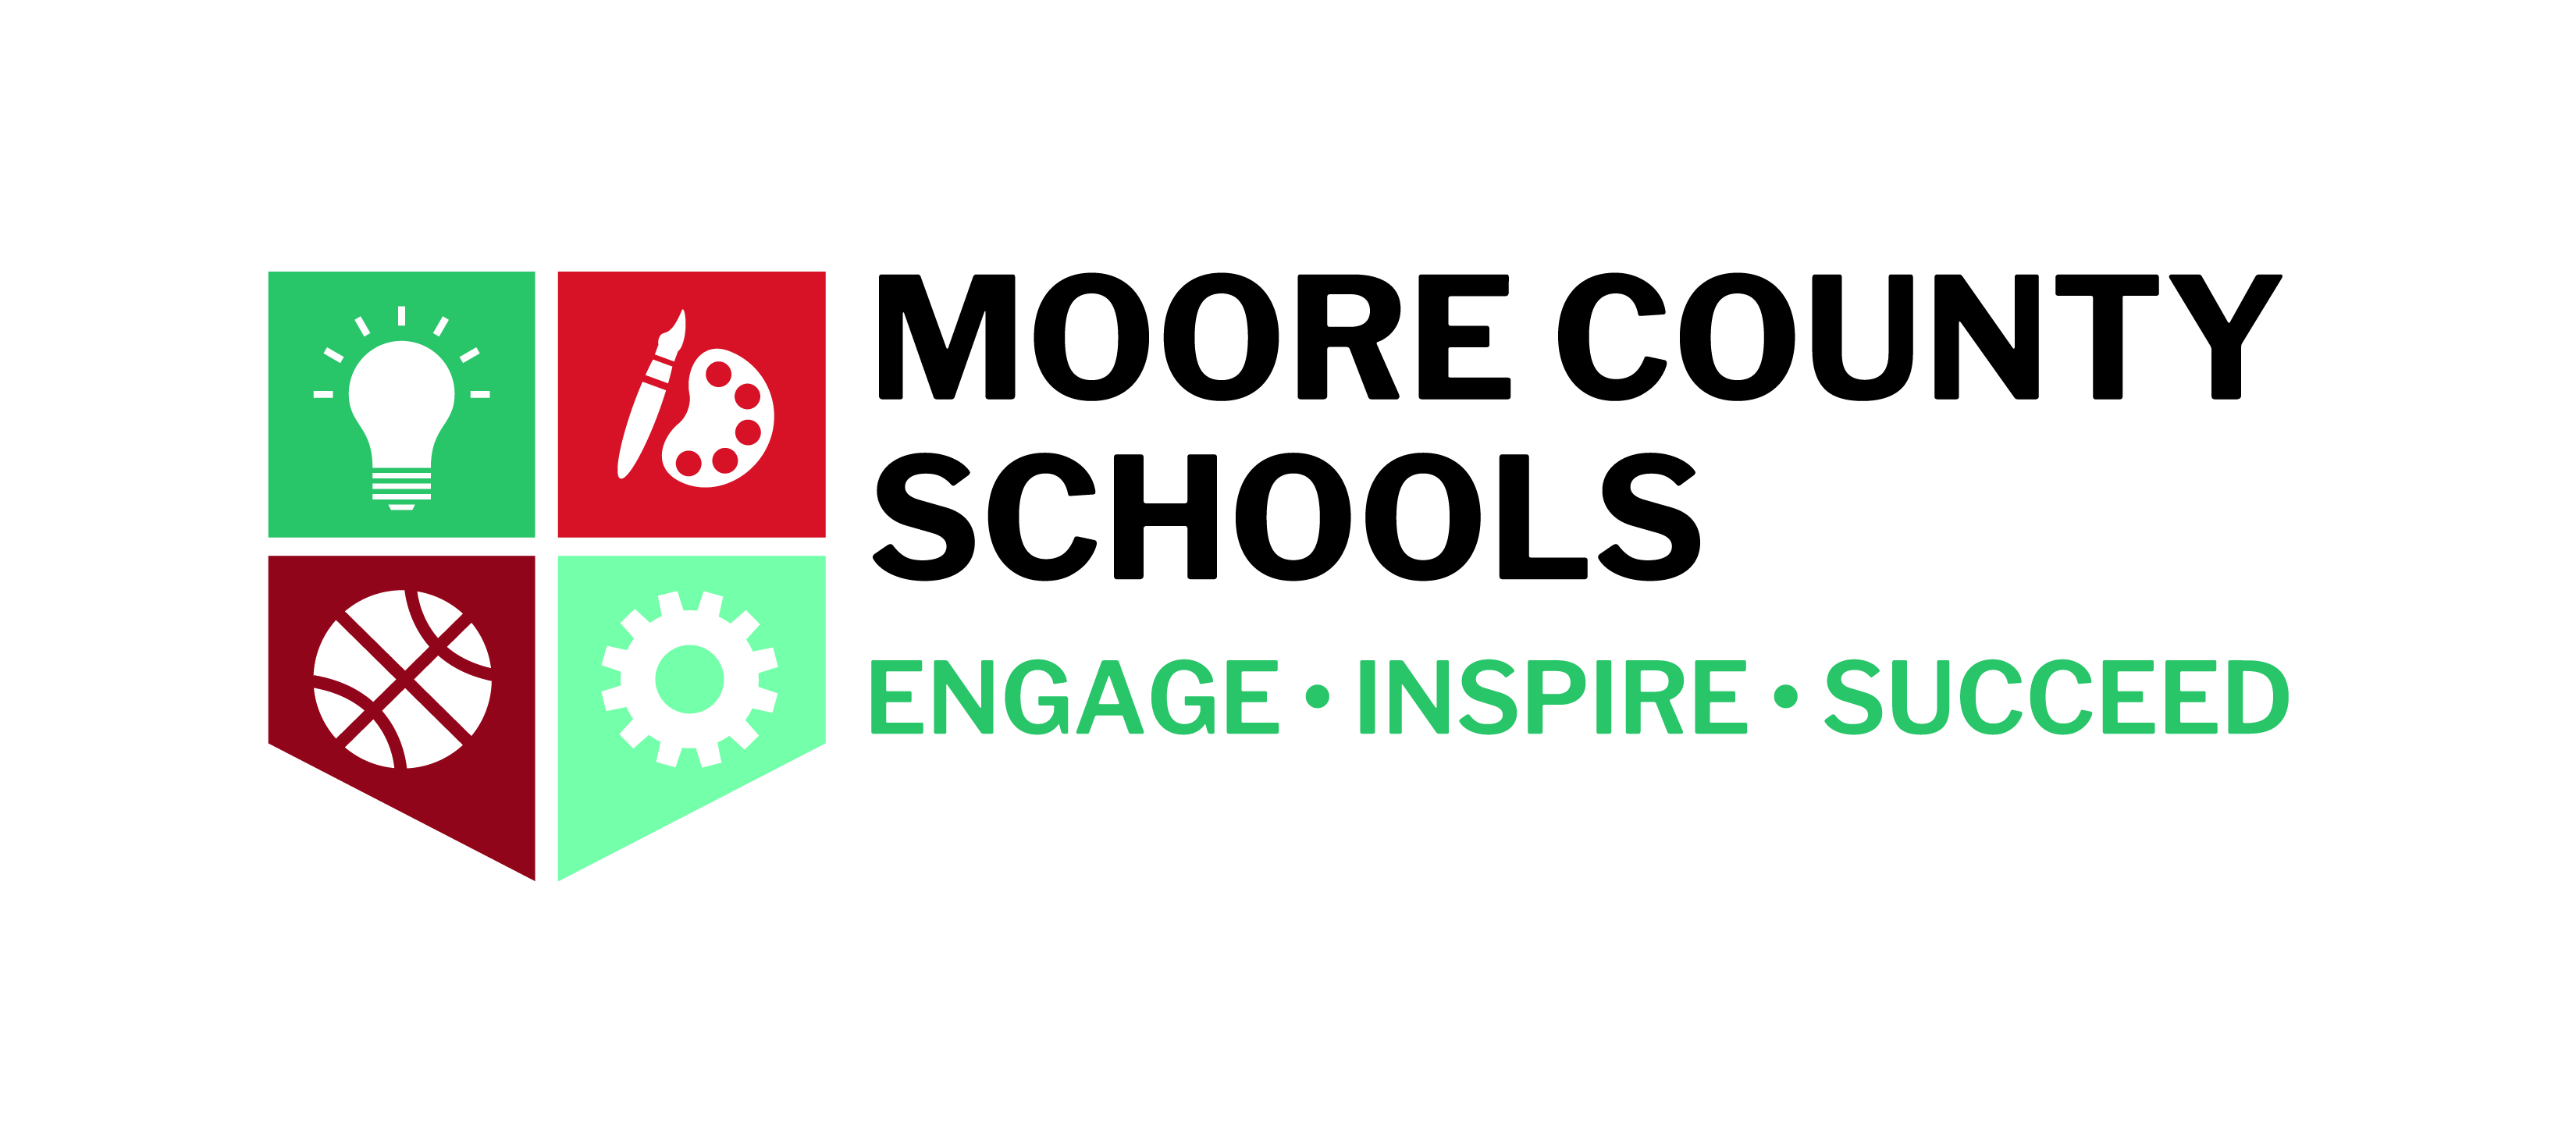 MOORE COUNTY
SCHOOLS
ENGAGE • INSPIRE • SUCCEED